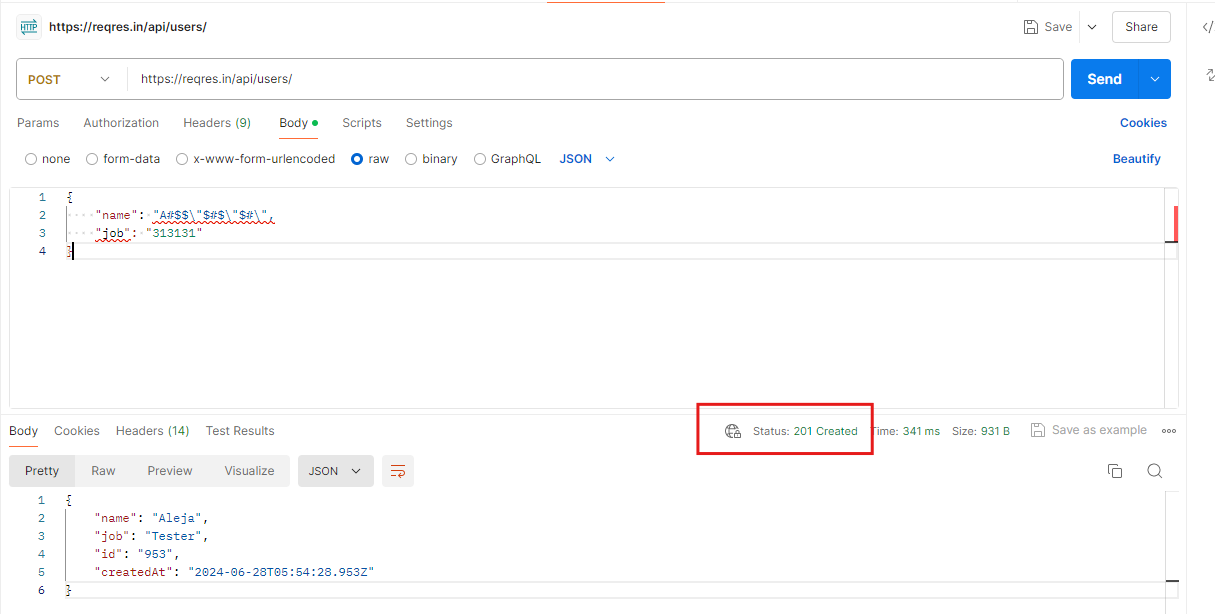 HTTP https://reqres.in/api/users/ Save Share </>
POST https://reqres.in/api/users/ Send
Params Authorization Headers (9) Body Scripts Settings Cookies
none form-data x-www-form-urlencoded raw binary GraphQL JSON Beautify
1 {
2 "name": "A#$$\"$#$\"$#\",
3 "job": "313131"
4 }
Body Cookies Headers (14) Test Results Status: 201 Created Time: 341 ms Size: 931 B Save as example
Pretty Raw Preview Visualize JSON
1 {
2 "name": "Aleja",
3 "job": "Tester",
4 "id": "953",
5 "createdAt": "2024-06-28T05:54:28.953Z"
6 }